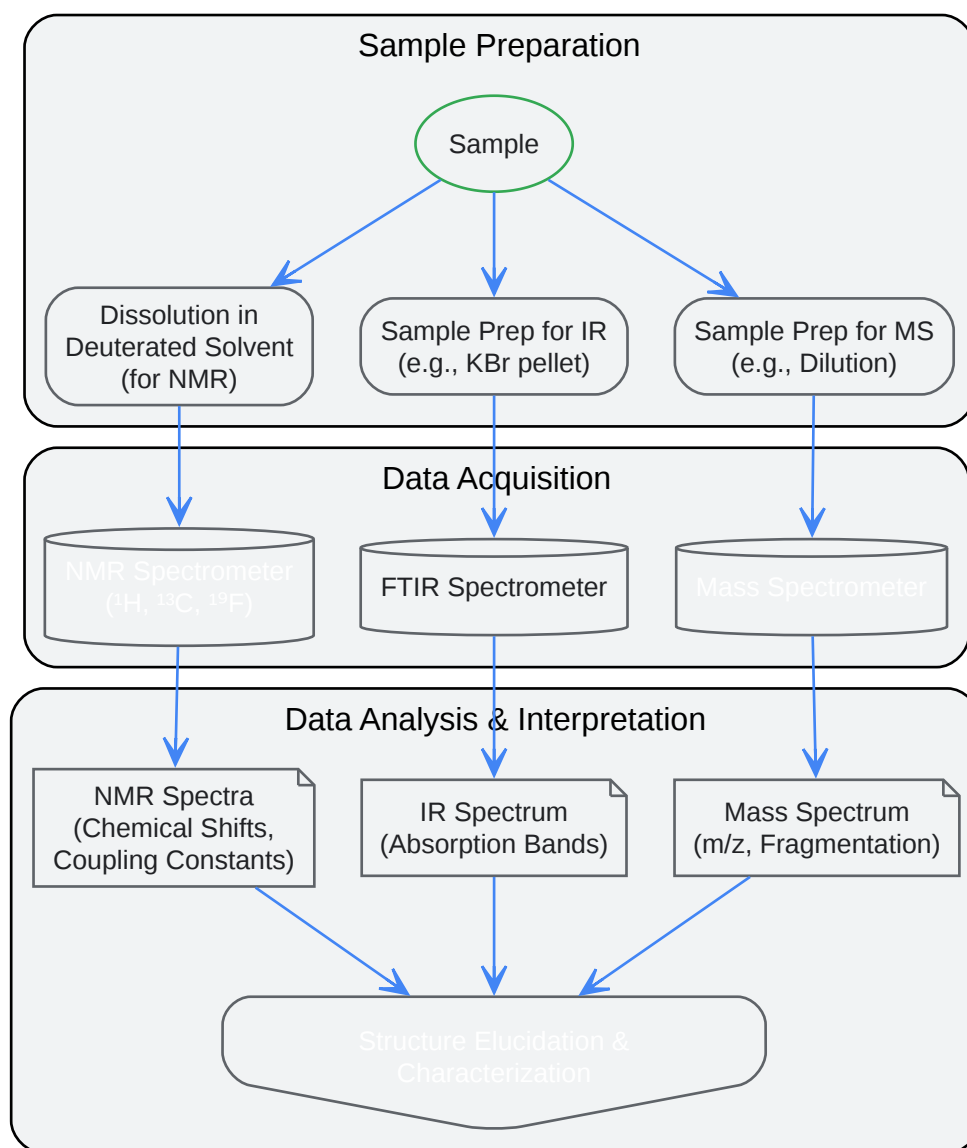 Sample Preparation
Sample
Dissolution in
Deuterated Solvent
(for NMR)
Sample Prep for IR
(e.g., KBr pellet)
Sample Prep for MS
(e.g., Dilution)
Data Acquisition
NMR Spectrometer
(¹H, ¹³C, ¹⁹F)
FTIR Spectrometer
Mass Spectrometer
Data Analysis & Interpretation
NMR Spectra
(Chemical Shifts,
Coupling Constants)
IR Spectrum
(Absorption Bands)
Mass Spectrum
(m/z, Fragmentation)
Structure Elucidation &
Characterization